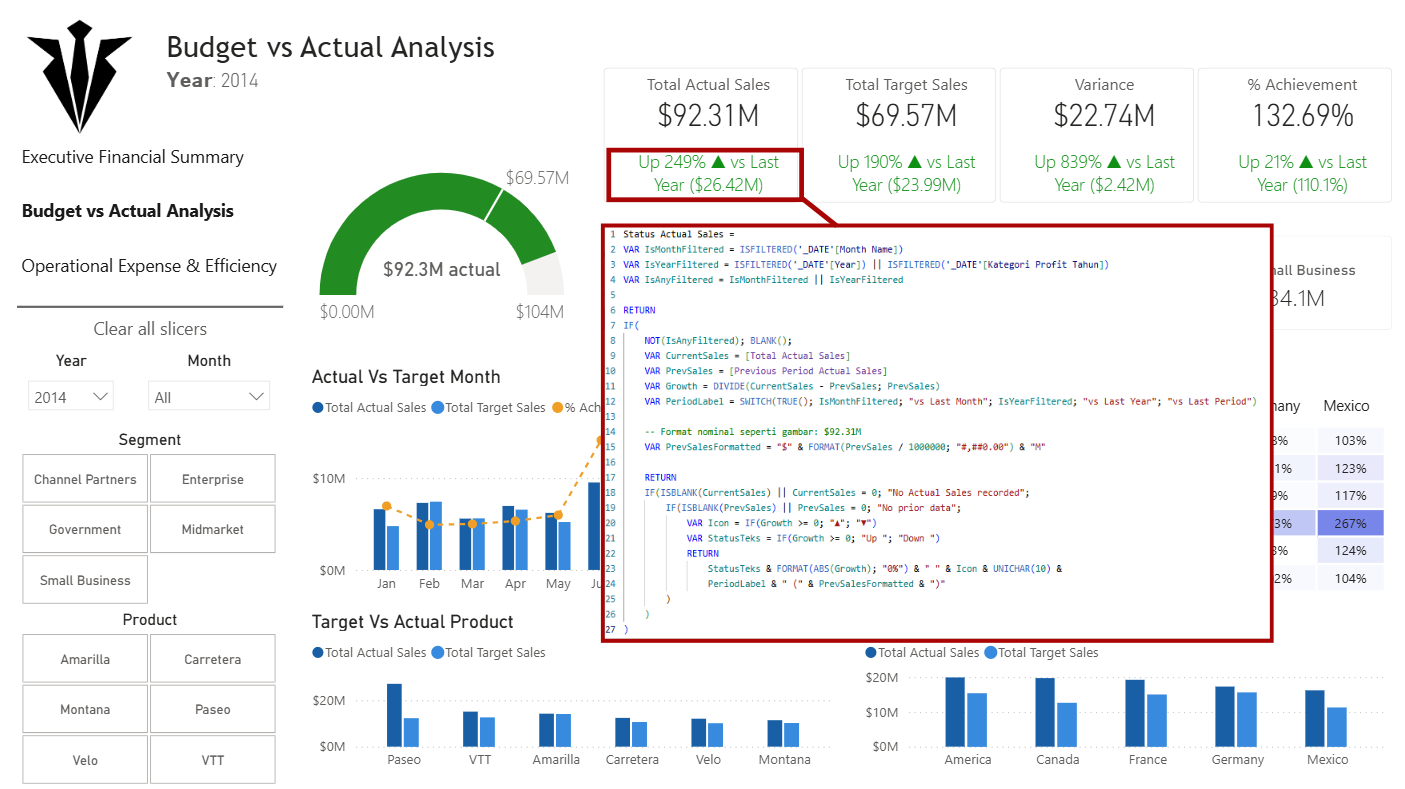 Budget vs Actual Analysis
Year: 2014
Executive Financial Summary
Budget vs Actual Analysis
Operational Expense & Efficiency
Clear all slicers
Year
Month
2014
All
Segment
Channel Partners
Enterprise
Government
Midmarket
Small Business
Product
Amarilla
Carretera
Montana
Paseo
Velo
VTT
Total Actual Sales
$92.31M
Up 249% ▲ vs Last
Year ($26.42M)
Total Target Sales
$69.57M
Up 190% ▲ vs Last
Year ($23.99M)
Variance
$22.74M
Up 839% ▲ vs Last
Year ($2.42M)
% Achievement
132.69%
Up 21% ▲ vs Last
Year (110.1%)
$69.57M
$92.3M actual
$0.00M
$104M
1 Status Actual Sales =
2 VAR IsMonthFiltered = ISFILTERED('_DATE'[Month Name])
3 VAR IsYearFiltered = ISFILTERED('_DATE'[Year]) || ISFILTERED('_DATE'[Kategori Profit Tahun])
4 VAR IsAnyFiltered = IsMonthFiltered || IsYearFiltered
5
6 RETURN
7 IF(
8 NOT(IsAnyFiltered); BLANK();
9 VAR CurrentSales = [Total Actual Sales]
10 VAR PrevSales = [Previous Period Actual Sales]
11 VAR Growth = DIVIDE(CurrentSales - PrevSales; PrevSales)
12 VAR PeriodLabel = SWITCH(TRUE(); IsMonthFiltered; "vs Last Month"; IsYearFiltered; "vs Last Year"; "vs Last Period")
13
14 -- Format nominal seperti gambar: $92.31M
15 VAR PrevSalesFormatted = "$" & FORMAT(PrevSales / 1000000; "#,##0.00") & "M"
16
17 RETURN
18 IF(ISBLANK(CurrentSales) || CurrentSales = 0; "No Actual Sales recorded";
19 IF(ISBLANK(PrevSales) || PrevSales = 0; "No prior data";
20 VAR Icon = IF(Growth >= 0; "▲"; "▼")
21 VAR StatusTeks = IF(Growth >= 0; "Up "; "Down ")
22 RETURN
23 StatusTeks & FORMAT(ABS(Growth); "0%") & " " & Icon & UNICHAR(10) &
24 PeriodLabel & " (" & PrevSalesFormatted & ")"
25 )
26 )
27 )
mall Business
34.1M
Actual Vs Target Month
Total Actual Sales Total Target Sales % Ach
$10M
$0M
Jan Feb Mar Apr May Ju
many Mexico
3% 103%
1% 123%
9% 117%
3% 267%
3% 124%
2% 104%
Target Vs Actual Product
Total Actual Sales Total Target Sales
$20M
$0M
Paseo VTT Amarilla Carretera Velo Montana
Total Actual Sales Total Target Sales
$20M
$10M
$0M
America Canada France Germany Mexico